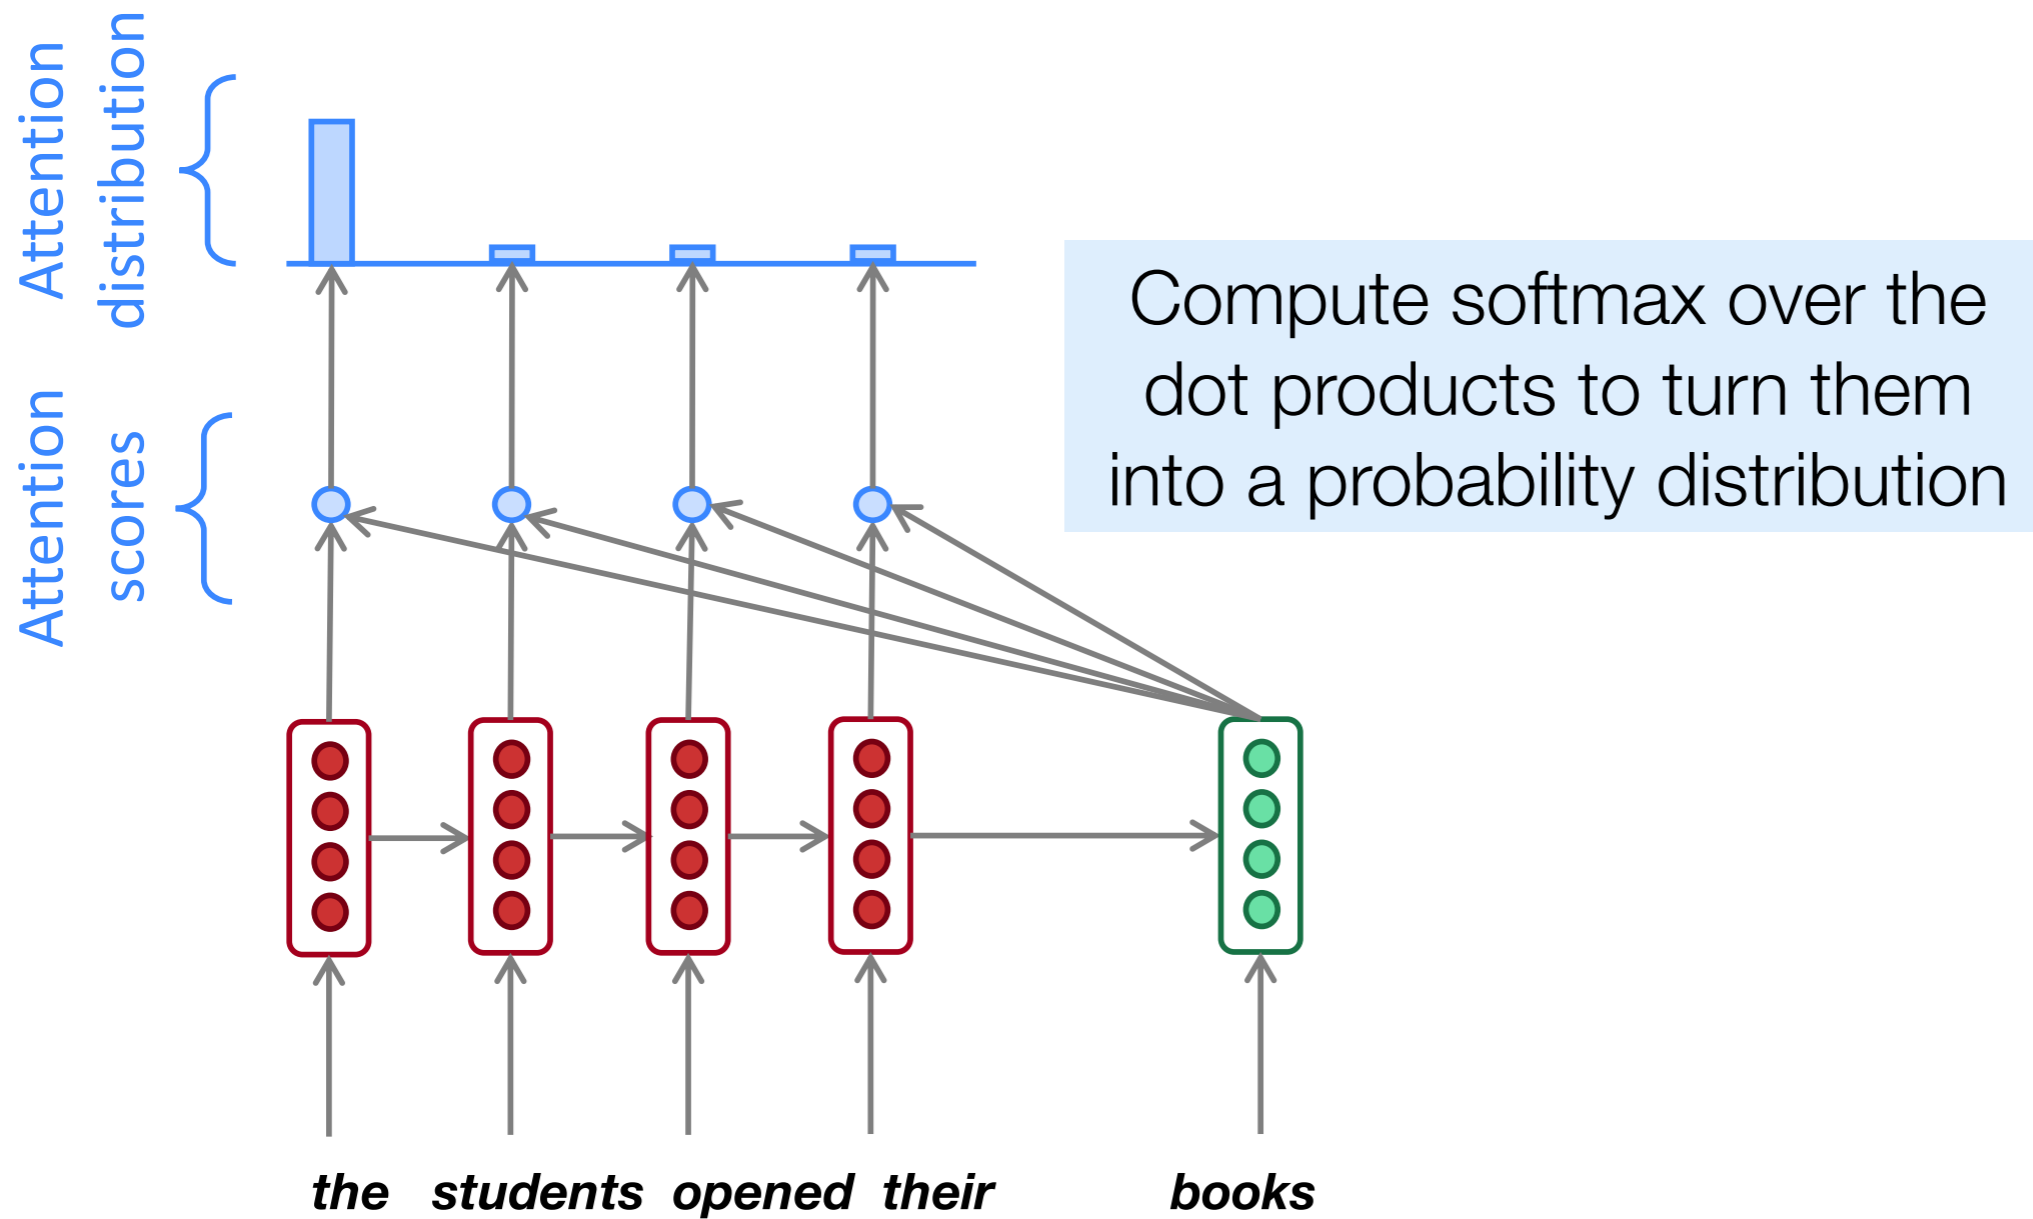 Attention
distribution
Attention
scores
Compute softmax over the
dot products to turn them
into a probability distribution
the students opened their books